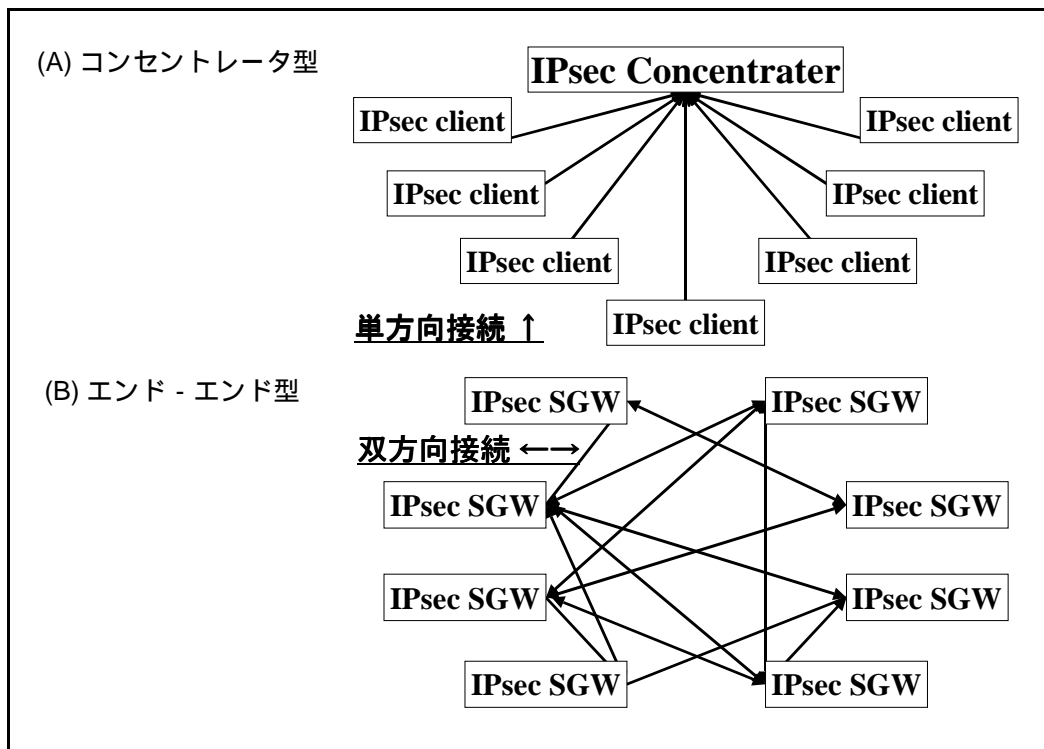 (A) コンセントレータ型
IPsec Concentrater
IPsec client
IPsec client
IPsec client
IPsec client
IPsec client
IPsec client
IPsec client
単方向接続 ↑
(B) エンド - エンド型
IPsec SGW
IPsec SGW
双方向接続 ←→
IPsec SGW
IPsec SGW
IPsec SGW
IPsec SGW
IPsec SGW
IPsec SGW